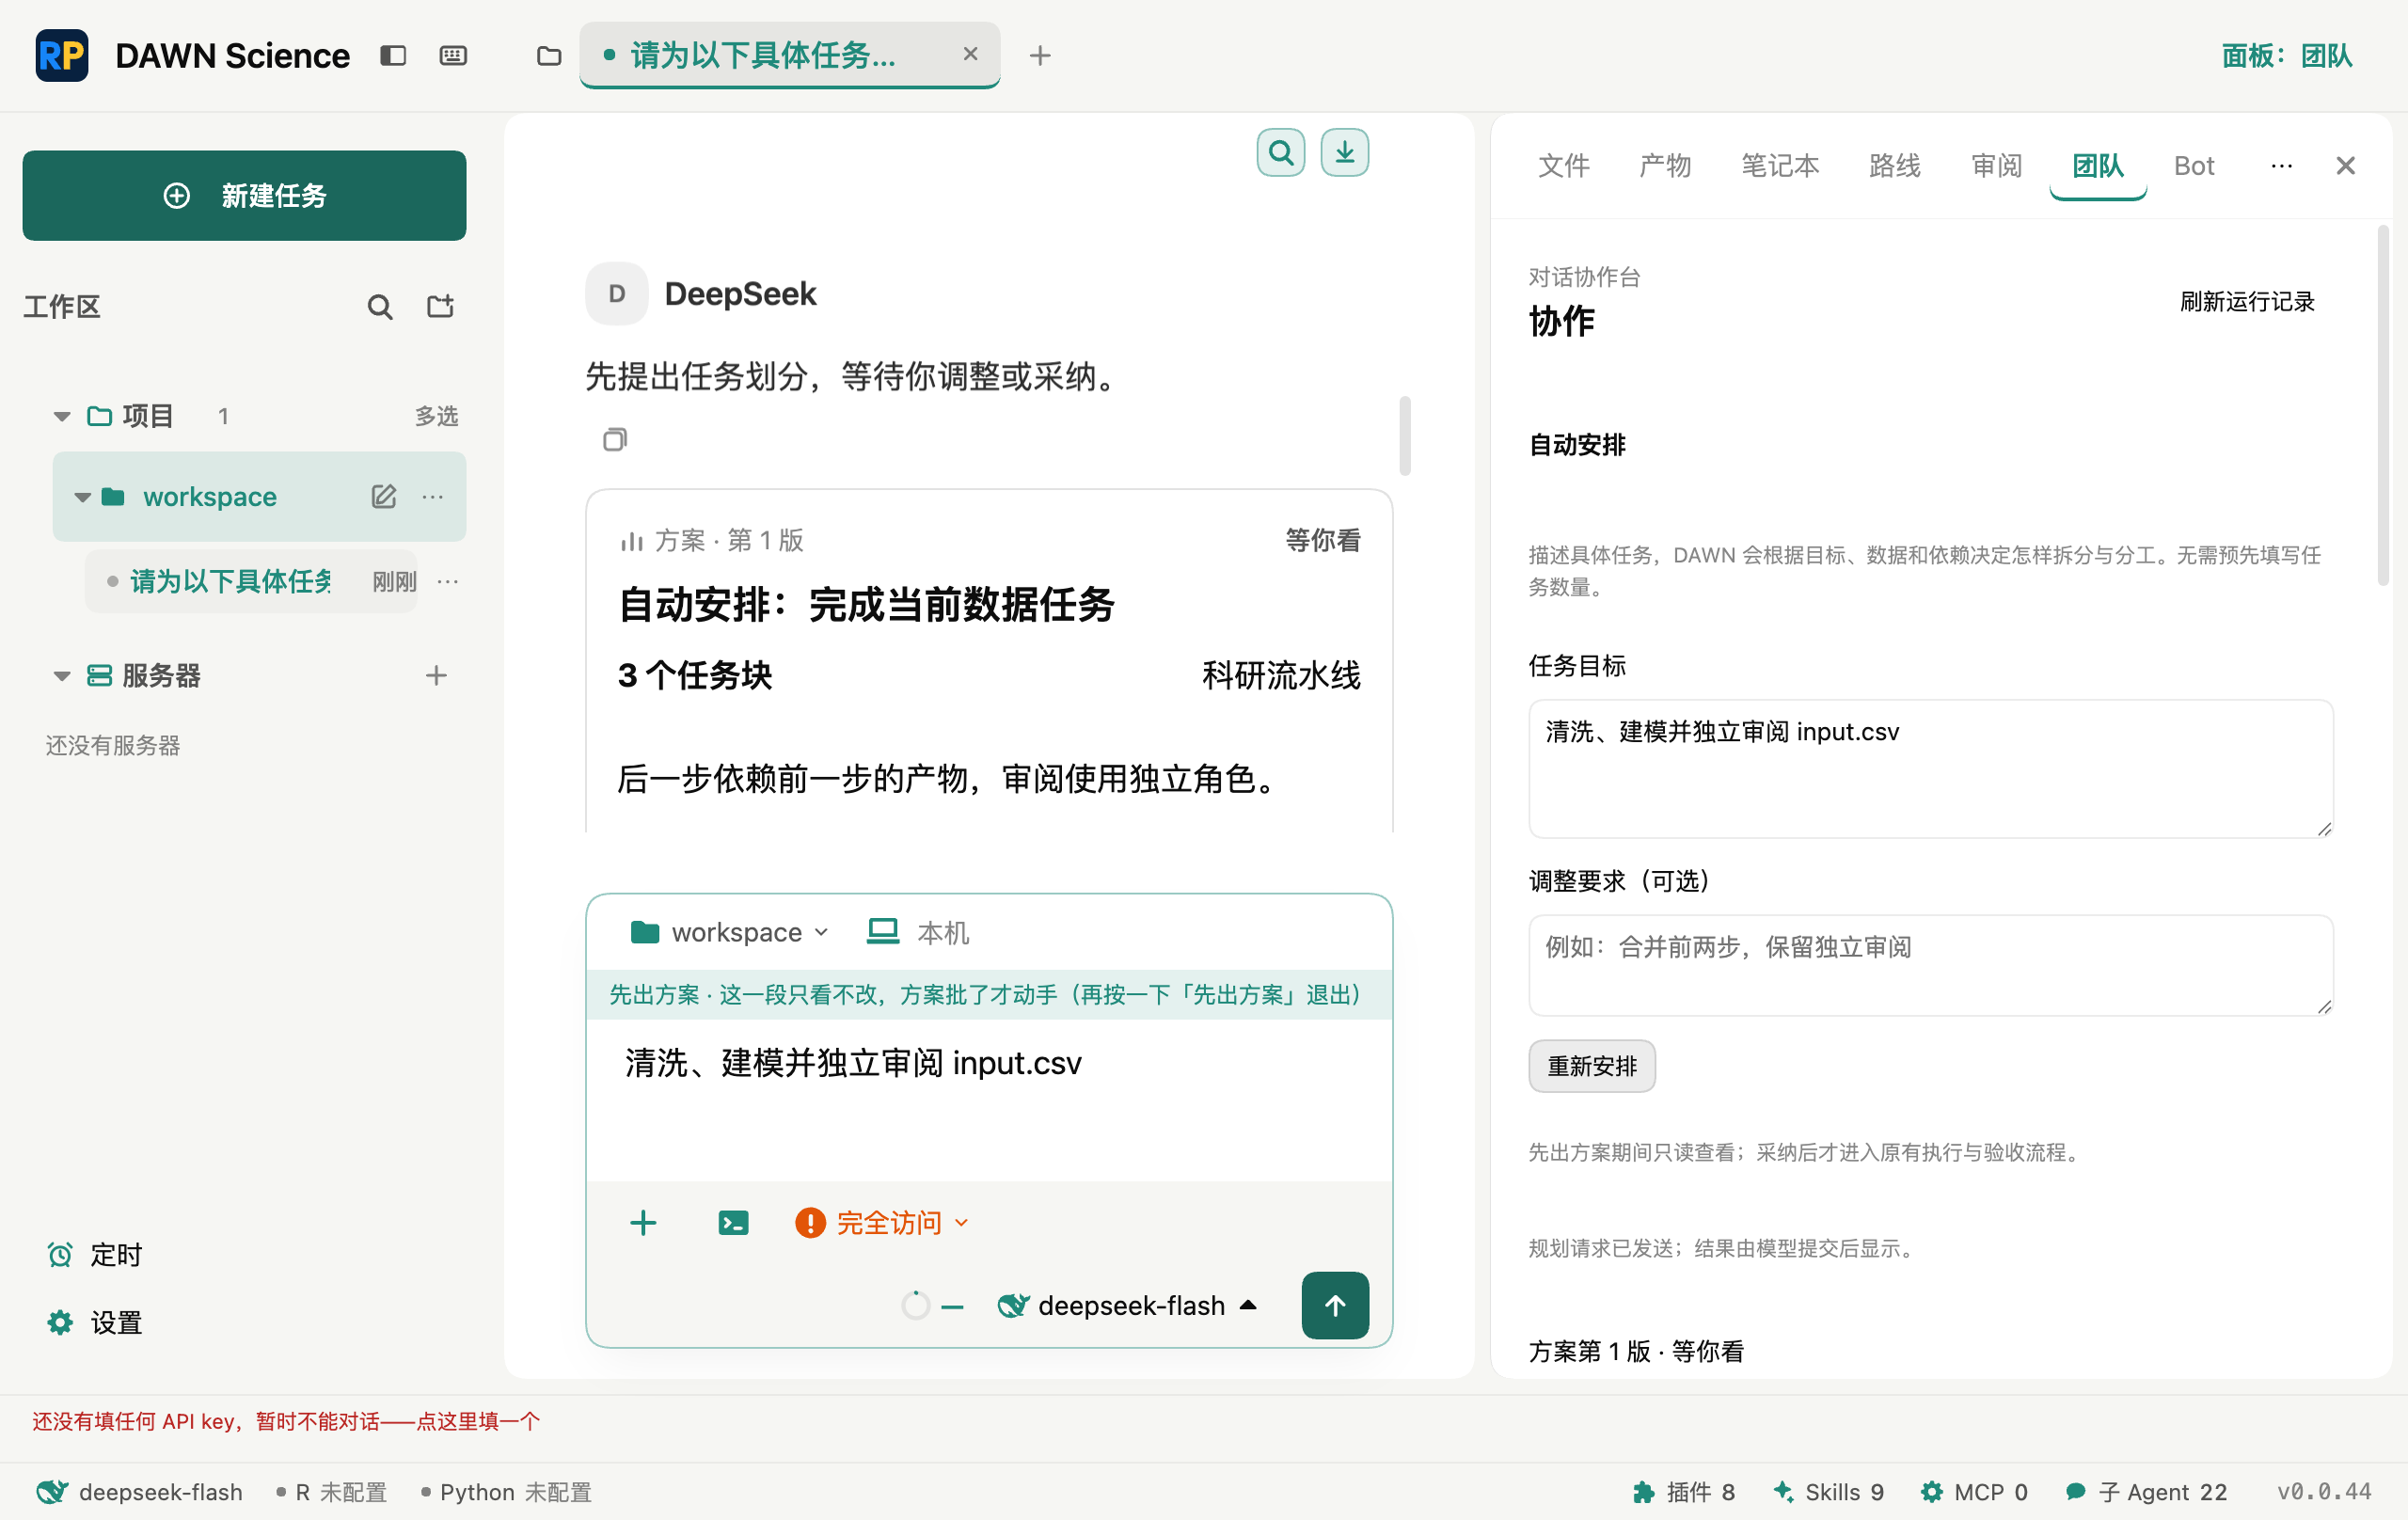 RP DAWN Science
请为以下具体任务...
面板：团队
新建任务
工作区
项目 1 多选
workspace
请为以下具体任务 刚刚
服务器
还没有服务器
定时
设置
D DeepSeek
先提出任务划分，等待你调整或采纳。
方案 · 第 1 版 等你看
自动安排：完成当前数据任务
3 个任务块 科研流水线
后一步依赖前一步的产物，审阅使用独立角色。
workspace 本机
先出方案 · 这一段只看不改，方案批了才动手（再按一下「先出方案」退出）
清洗、建模并独立审阅 input.csv
完全访问
deepseek-flash
文件 产物 笔记本 路线 审阅 团队 Bot
对话协作台
协作
刷新运行记录
自动安排
描述具体任务，DAWN 会根据目标、数据和依赖决定怎样拆分与分工。无需预先填写任
务数量。
任务目标
清洗、建模并独立审阅 input.csv
调整要求（可选）
例如：合并前两步，保留独立审阅
重新安排
先出方案期间只读查看；采纳后才进入原有执行与验收流程。
规划请求已发送；结果由模型提交后显示。
方案第 1 版 · 等你看
还没有填任何 API key，暂时不能对话——点这里填一个
deepseek-flash R 未配置 Python 未配置
插件 8 Skills 9 MCP 0 子 Agent 22 v0.0.44